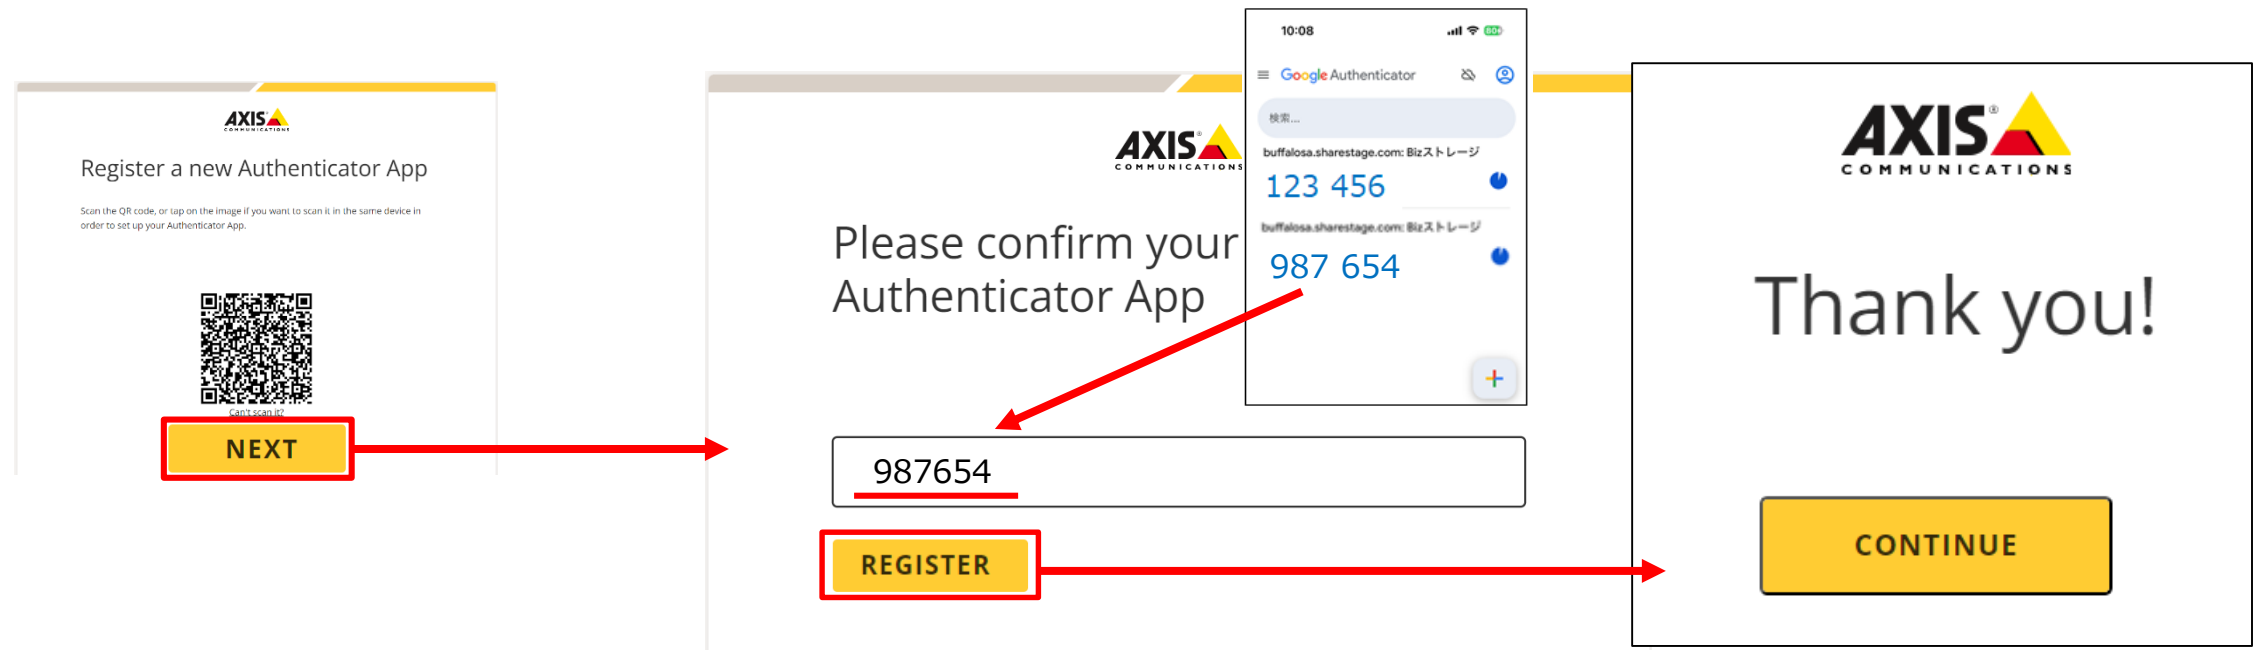 AXIS
COMMUNICATIONS
Register a new Authenticator App
Scan the QR code, or tap on the image if you want to scan it in the same device in
order to set up your Authenticator App.
Can't scan it?
NEXT
AXIS®
COMMUNICATIONS
Please confirm your
Authenticator App
987654
REGISTER
10:08
80
Google Authenticator
検索...
buffalosa.sharestage.com: Bizストレージ
123 456
buffalosa.sharestage.com: Bizストレージ
987 654
AXIS®
COMMUNICATIONS
Thank you!
CONTINUE